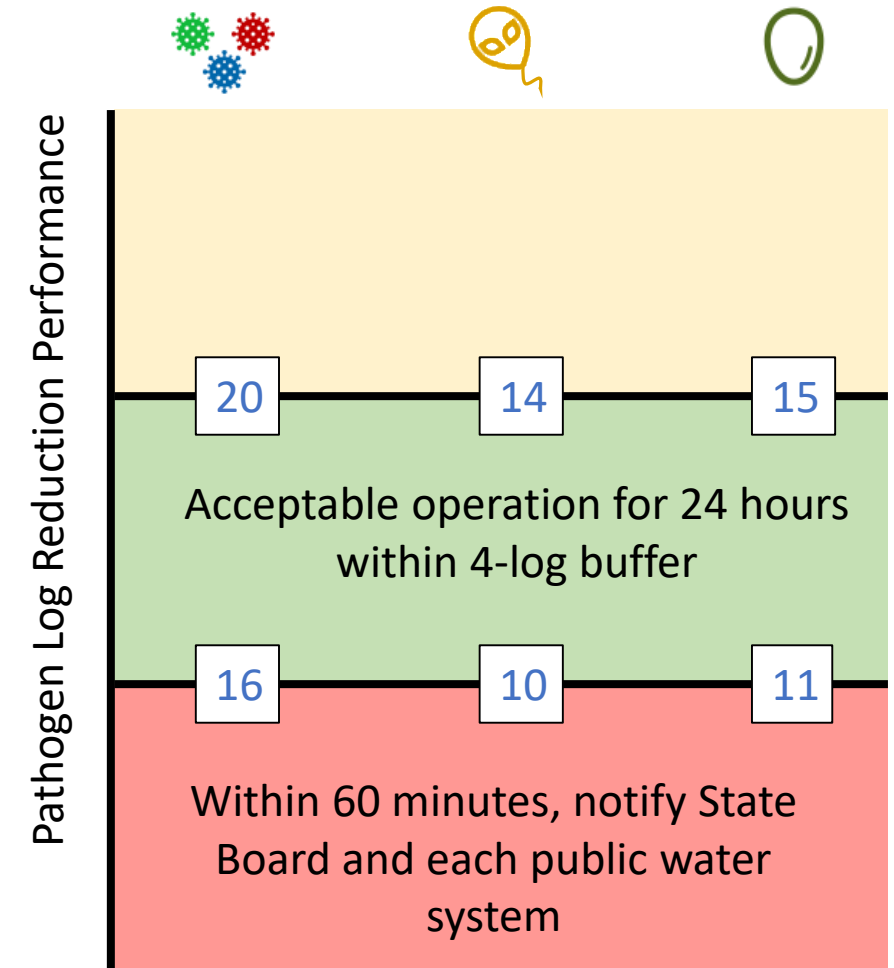 Pathogen Log Reduction Performance
20 14 15
Acceptable operation for 24 hours
within 4-log buffer
16 10 11
Within 60 minutes, notify State
Board and each public water
system